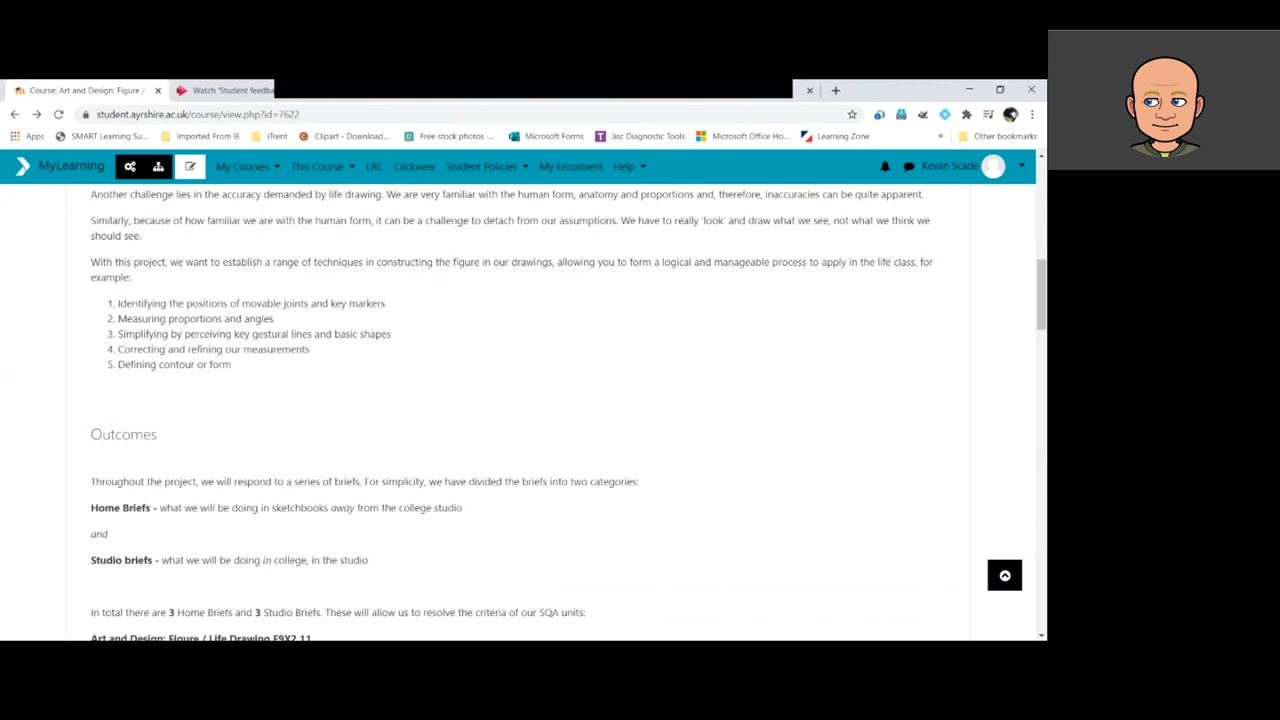 Course: Art and Design: Figure /
Watch 'Student feedba
student.ayrshire.ac.uk/course/view.php?id=7622
Apps SMART Learning Su... Imported From IE iTrent Clipart - Download... Free stock photos -... Microsoft Forms Jisc Diagnostic Tools Microsoft Office Ho... Learning Zone » Other bookmarks
MyLearning My Courses This Course LRC Clickview Student Policies My Enrolment Help Kevan Scade
Another challenge lies in the accuracy demanded by life drawing. We are very familiar with the human form, anatomy and proportions and, therefore, inaccuracies can be quite apparent.
Similarly, because of how familiar we are with the human form, it can be a challenge to detach from our assumptions. We have to really 'look' and draw what we see, not what we think we
should see.
With this project, we want to establish a range of techniques in constructing the figure in our drawings, allowing you to form a logical and manageable process to apply in the life class, for
example:
1. Identifying the positions of movable joints and key markers
2. Measuring proportions and angles
3. Simplifying by perceiving key gestural lines and basic shapes
4. Correcting and refining our measurements
5. Defining contour or form
Outcomes
Throughout the project, we will respond to a series of briefs. For simplicity, we have divided the briefs into two categories:
Home Briefs - what we will be doing in sketchbooks away from the college studio
and
Studio briefs - what we will be doing in college, in the studio
In total there are 3 Home Briefs and 3 Studio Briefs. These will allow us to resolve the criteria of our SQA units:
Art and Design: Figure / Life Drawing F9X2 11